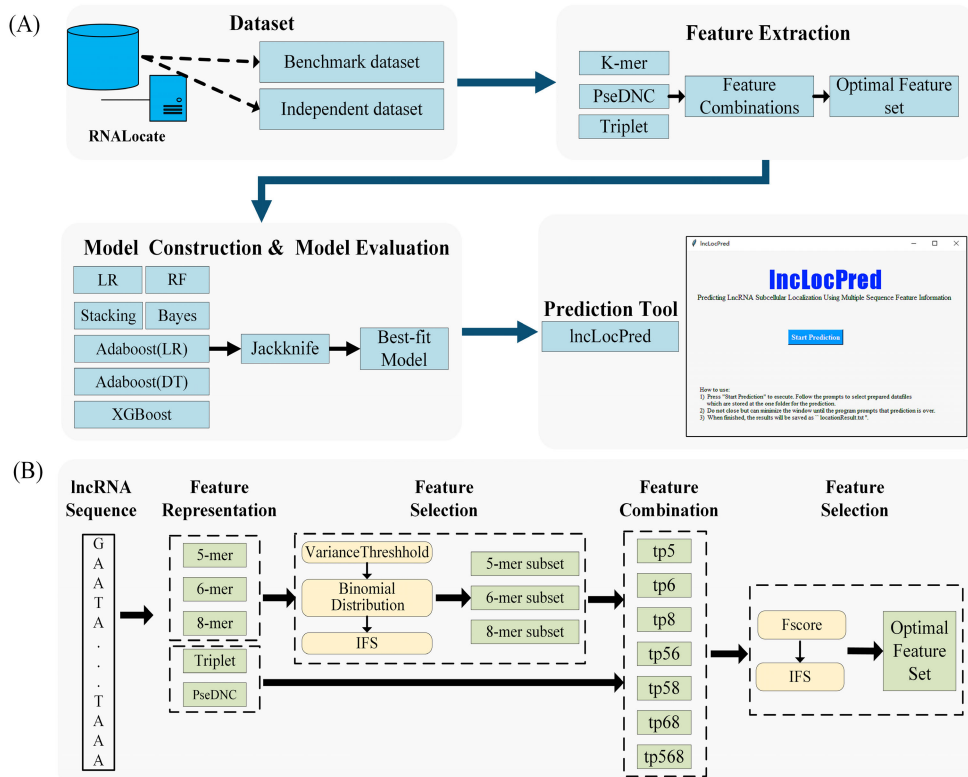 (A)
Dataset
Benchmark dataset
Independent dataset
RNALocate
Feature Extraction
K-mer
PseDNC
Triplet
Feature
Combinations
Optimal Feature
set
Model Construction & Model Evaluation
LR
RF
Stacking
Bayes
Adaboost(LR)
Adaboost(DT)
XGBoost
Jackknife
Best-fit
Model
Prediction Tool
lncLocPred
lncLocPred
lncLocPred
Predicting LncRNA Subcellular Localization Using Multiple Sequence Feature Information
Start Prediction
How to use:
1) Press "Start Prediction" to execute. Follow the prompts to select prepared datafiles
which are stored at the one folder for the prediction.
2) Do not close but can minimize the window until the program prompts that prediction is over.
3) When finished, the results will be saved as ``locationResult.txt".
(B)
lncRNA
Sequence
G
A
A
T
A
.
.
.
T
A
A
A
Feature
Representation
5-mer
6-mer
8-mer
Triplet
PseDNC
Feature
Selection
VarianceThreshhold
Binomial
Distribution
IFS
5-mer subset
6-mer subset
8-mer subset
Feature
Combination
tp5
tp6
tp8
tp56
tp58
tp68
tp568
Feature
Selection
Fscore
IFS
Optimal
Feature
Set